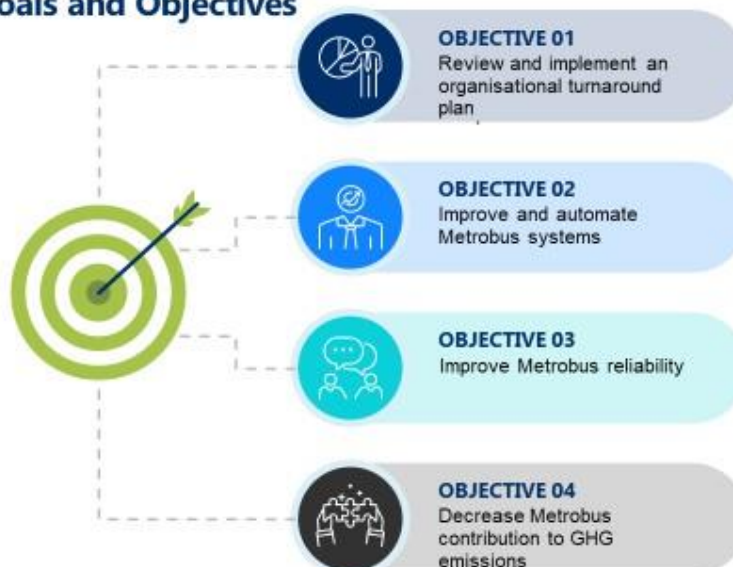 oals and Objectives
OBJECTIVE 01
Review and implement an
organisational turnaround
plan
OBJECTIVE 02
Improve and automate
Metrobus systems
OBJECTIVE 03
Improve Metrobus reliability
OBJECTIVE 04
Decrease Metrobus
contribution to GHG
emissions